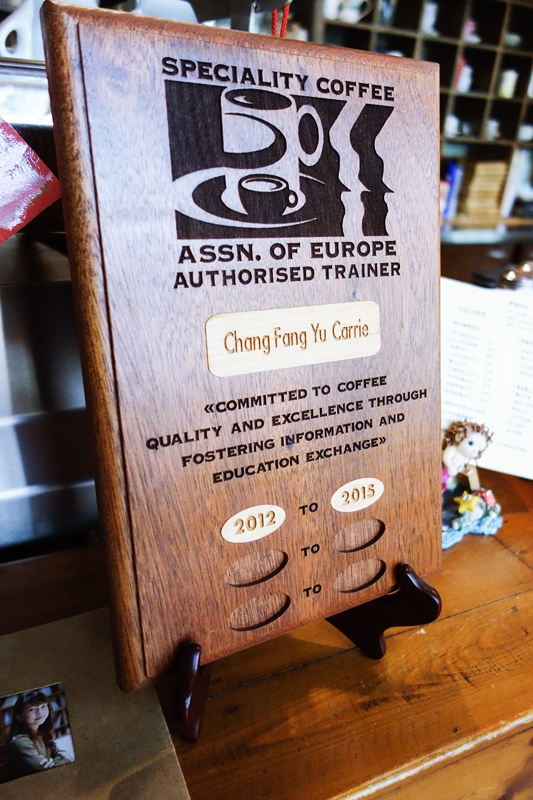 SPECIALITY COFFEE
ASSN. OF EUROPE
AUTHORISED TRAINER
Chang Fang Yu Carrie
«COMMITTED TO COFFEE
QUALITY AND EXCELLENCE THROUGH
FOSTERING INFORMATION AND
EDUCATION EXCHANGE»
2012 TO 2015
TO
TO